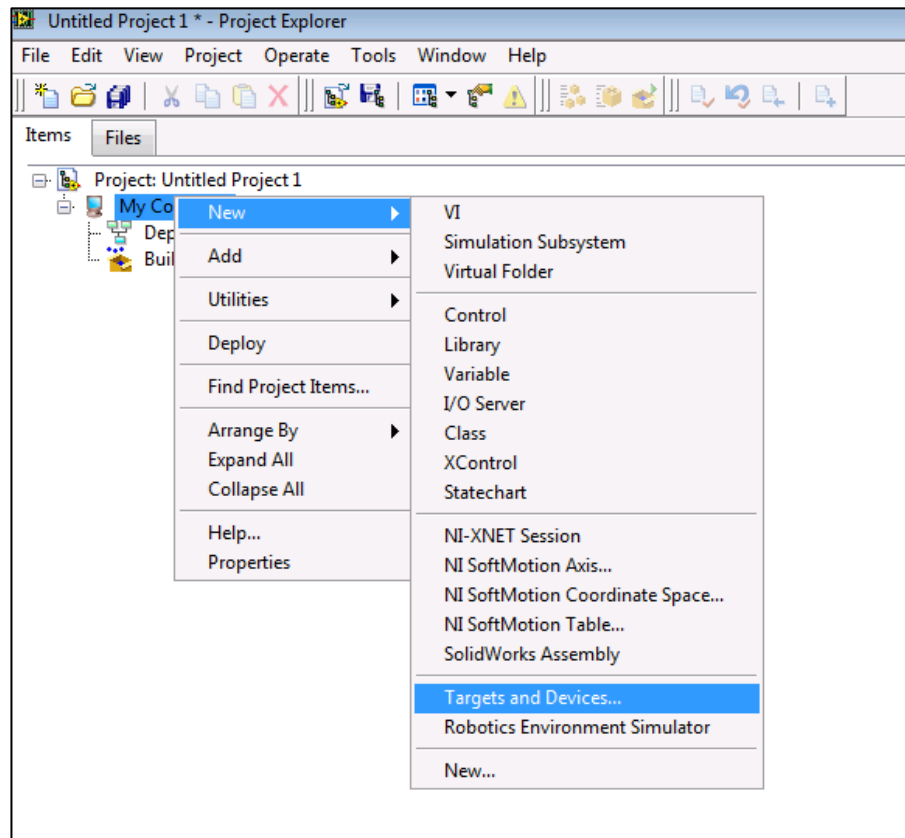 Untitled Project 1 * - Project Explorer
File Edit View Project Operate Tools Window Help
Items Files
Project: Untitled Project 1
My Co
Dep
Buil
New
Add
Utilities
Deploy
Find Project Items...
Arrange By
Expand All
Collapse All
Help...
Properties
VI
Simulation Subsystem
Virtual Folder
Control
Library
Variable
I/O Server
Class
XControl
Statechart
NI-XNET Session
NI SoftMotion Axis...
NI SoftMotion Coordinate Space...
NI SoftMotion Table...
SolidWorks Assembly
Targets and Devices...
Robotics Environment Simulator
New...